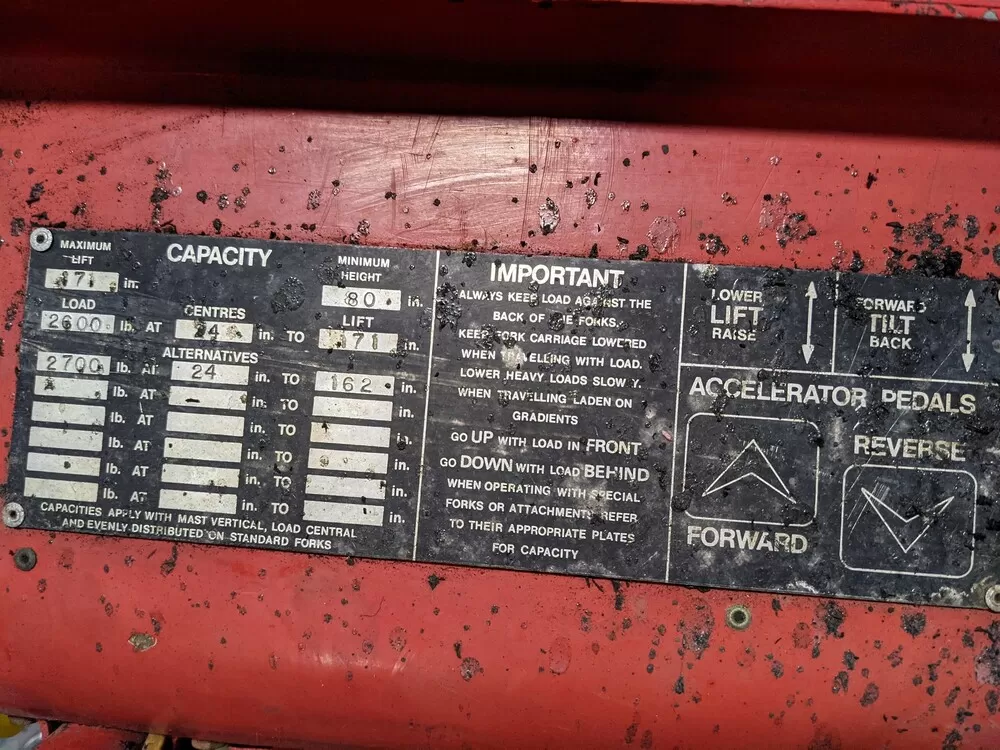 CAPACITY
MAXIMUM
LIFT
171 in.
MINIMUM
HEIGHT
80 in.
LOAD CENTRES LIFT
2600 lb. AT 24 in. TO 171 in.
ALTERNATIVES
2700 lb. AT 24 in. TO 162 in.
lb. AT in. TO in.
lb. AT in. TO in.
lb. AT in. TO in.
lb. AT in. TO in.
lb. AT in. TO in.
CAPACITIES APPLY WITH MAST VERTICAL, LOAD CENTRAL
AND EVENLY DISTRIBUTED ON STANDARD FORKS
IMPORTANT
ALWAYS KEEP LOAD AGAINST THE
BACK OF THE FORKS.
KEEP FORK CARRIAGE LOWERED
WHEN TRAVELLING WITH LOAD.
LOWER HEAVY LOADS SLOWLY.
WHEN TRAVELLING LADEN ON
GRADIENTS
GO UP WITH LOAD IN FRONT
GO DOWN WITH LOAD BEHIND
WHEN OPERATING WITH SPECIAL
FORKS OR ATTACHMENTS REFER
TO THEIR APPROPRIATE PLATES
FOR CAPACITY
LOWER
LIFT
RAISE
FORWARD
TILT
BACK
ACCELERATOR PEDALS
FORWARD
REVERSE